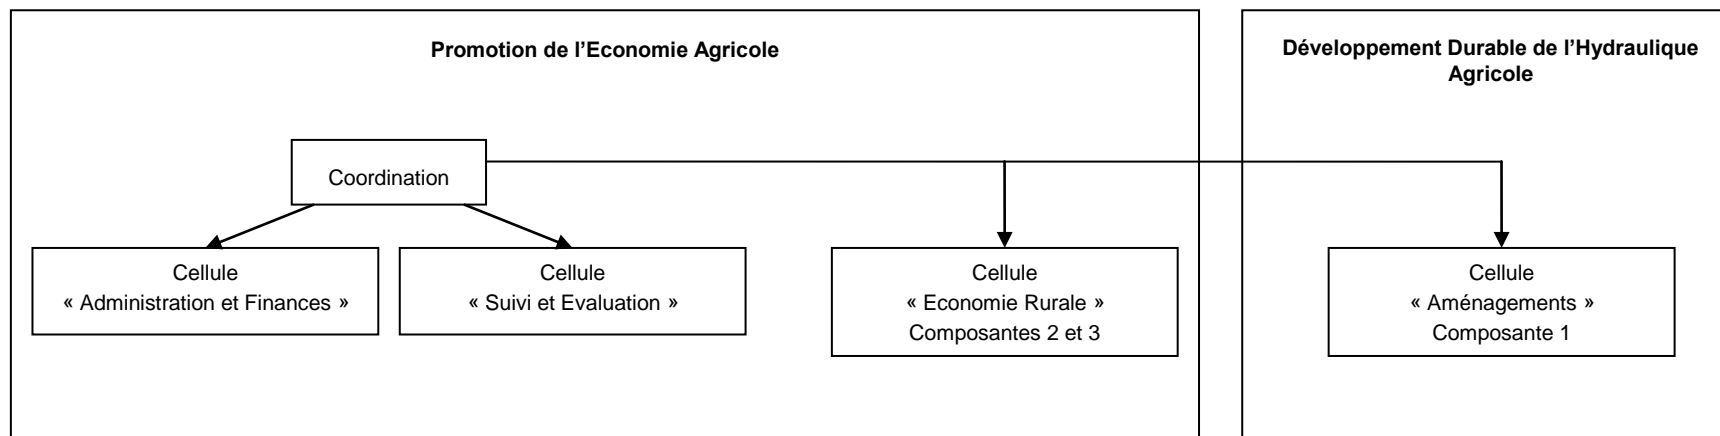 Promotion de l’Economie Agricole
Développement Durable de l’Hydraulique
Agricole
Coordination
Cellule
« Administration et Finances »
Cellule
« Suivi et Evaluation »
Cellule
« Economie Rurale »
Composantes 2 et 3
Cellule
« Aménagements »
Composante 1